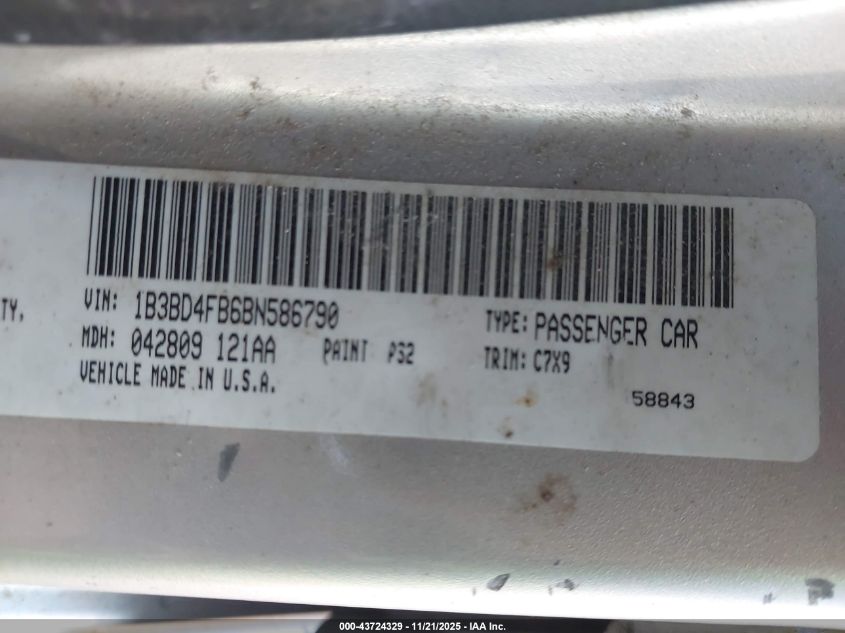 TY,
VIN: 1B3BD4FB6BN586790
TYPE: PASSENGER CAR
MDH: 042809 121AA
PAINT PS2
TRIM: C7X9
VEHICLE MADE IN U.S.A.
58843
000-43724329 - 11/21/2025 - IAA Inc.